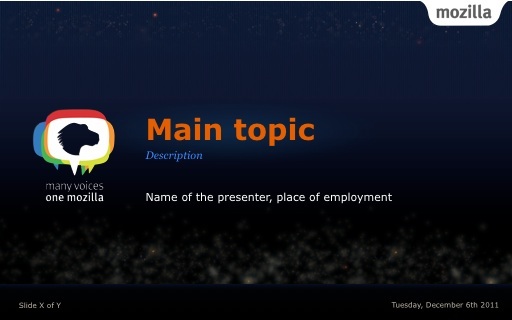 mozilla
Main topic
Description
many voices
one mozilla
Name of the presenter, place of employment
Slide X of Y
Tuesday, December 6th 2011